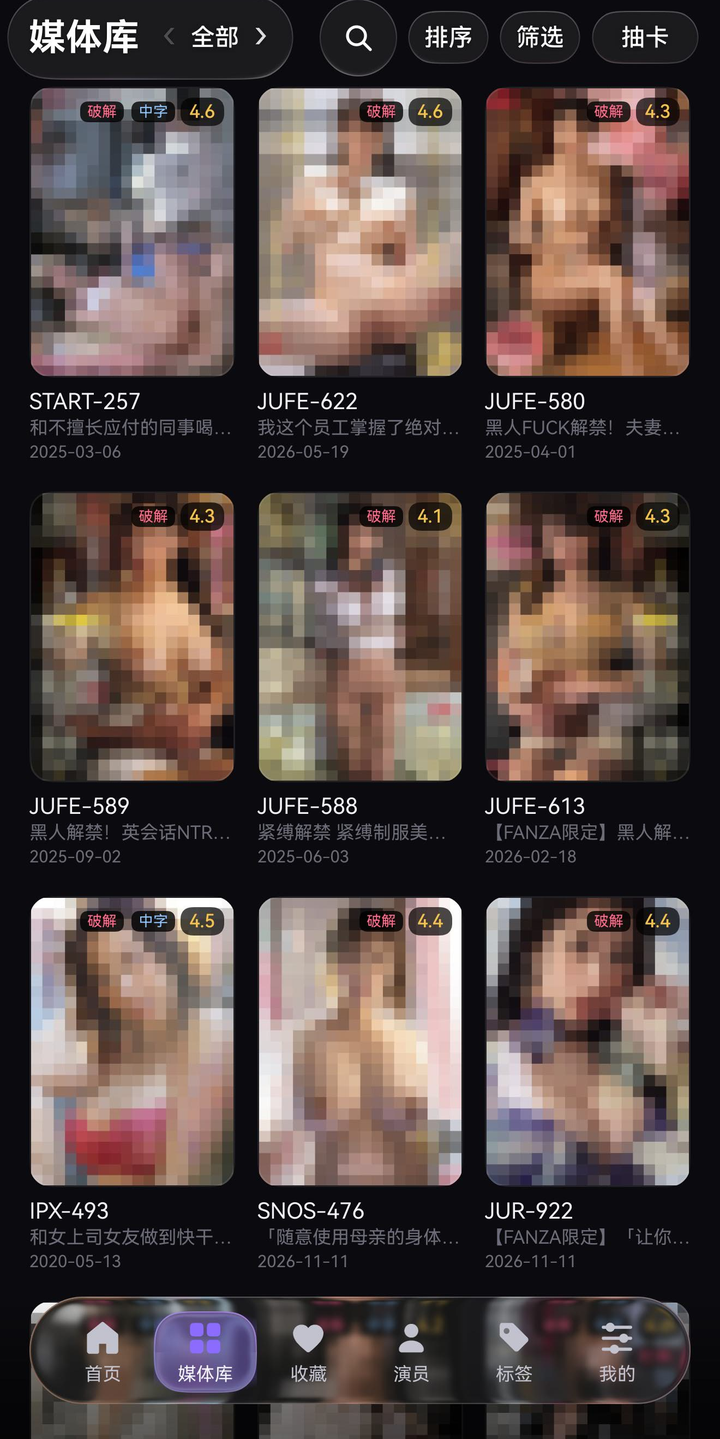 媒体库 全部 排序 筛选 抽卡
破解 中字 4.6
破解 4.6
破解 4.3
START-257
和不擅长应付的同事喝…
2025-03-06
JUFE-622
我这个员工掌握了绝对…
2026-05-19
JUFE-580
黑人FUCK解禁！夫妻…
2025-04-01
破解 4.3
破解 4.1
破解 4.3
JUFE-589
黑人解禁！英会话NTR…
2025-09-02
JUFE-588
紧缚解禁 紧缚制服美…
2025-06-03
JUFE-613
【FANZA限定】黑人解…
2026-02-18
破解 中字 4.5
破解 4.4
破解 4.4
IPX-493
和女上司女友做到快干…
2020-05-13
SNOS-476
「随意使用母亲的身体…
2026-11-11
JUR-922
【FANZA限定】「让你…
2026-11-11
首页 媒体库 收藏 演员 标签 我的